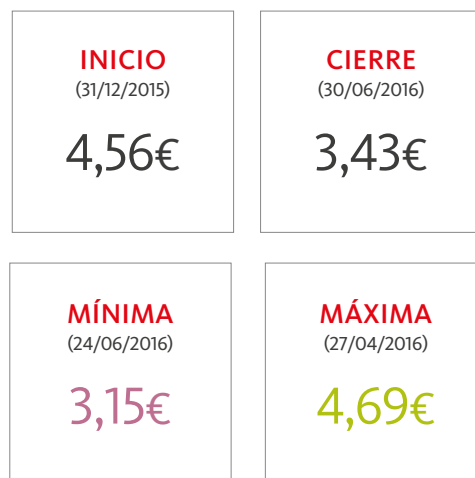 INICIO
(31/12/2015)
4,56€
CIERRE
(30/06/2016)
3,43€
MÍNIMA
(24/06/2016)
3,15€
MÁXIMA
(27/04/2016)
4,69€